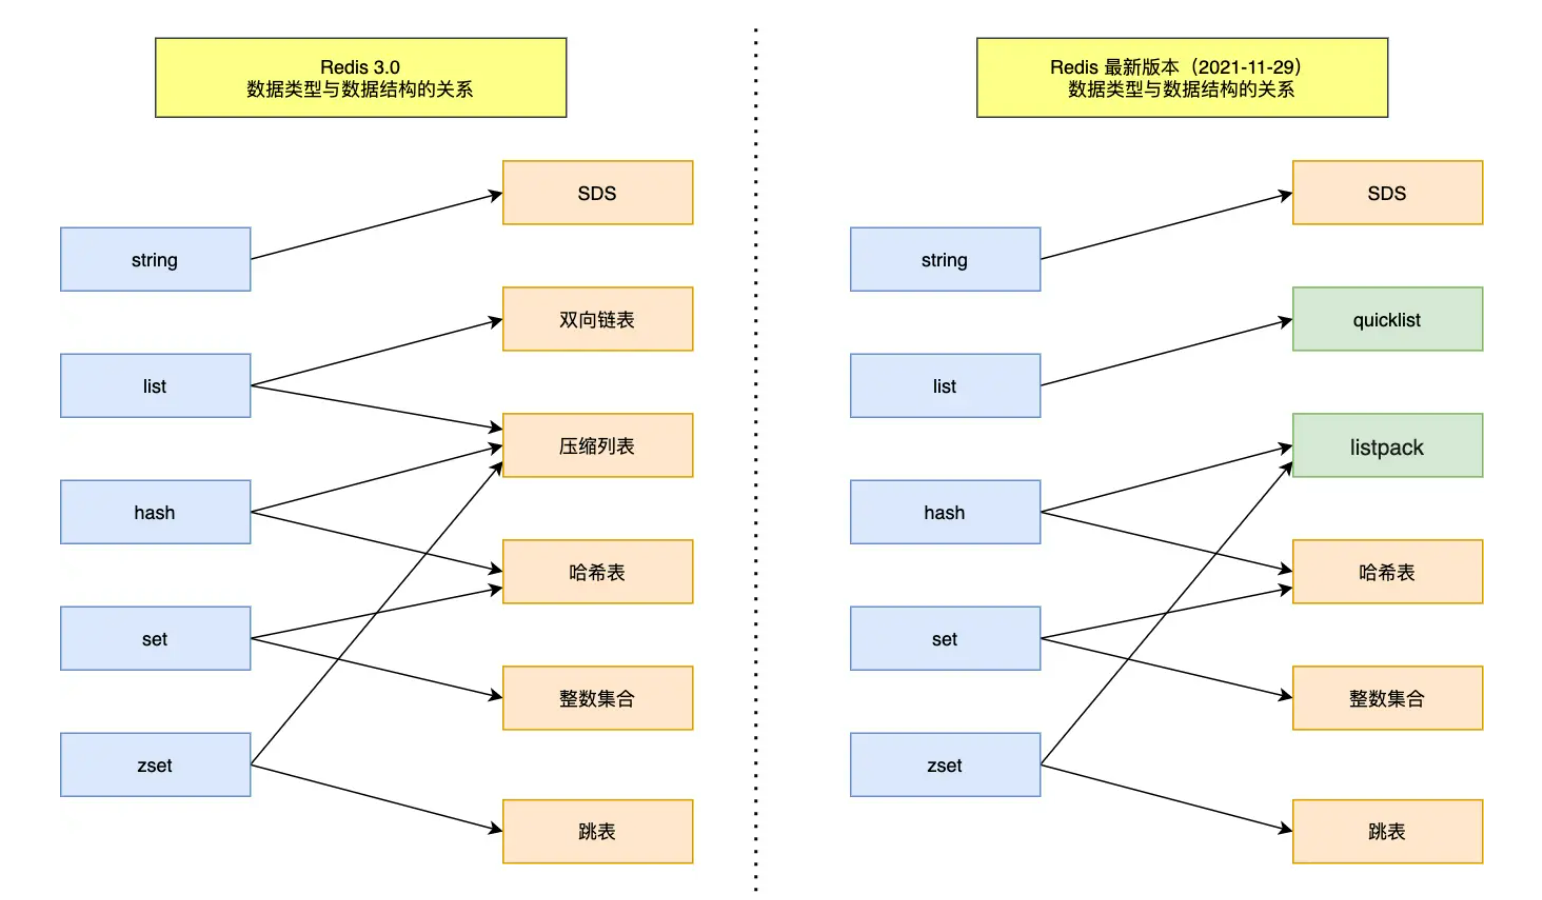 Redis 3.0
数据类型与数据结构的关系
SDS
string
双向链表
list
压缩列表
hash
哈希表
set
整数集合
zset
跳表
Redis 最新版本（2021-11-29）
数据类型与数据结构的关系
SDS
string
quicklist
list
listpack
hash
哈希表
set
整数集合
zset
跳表